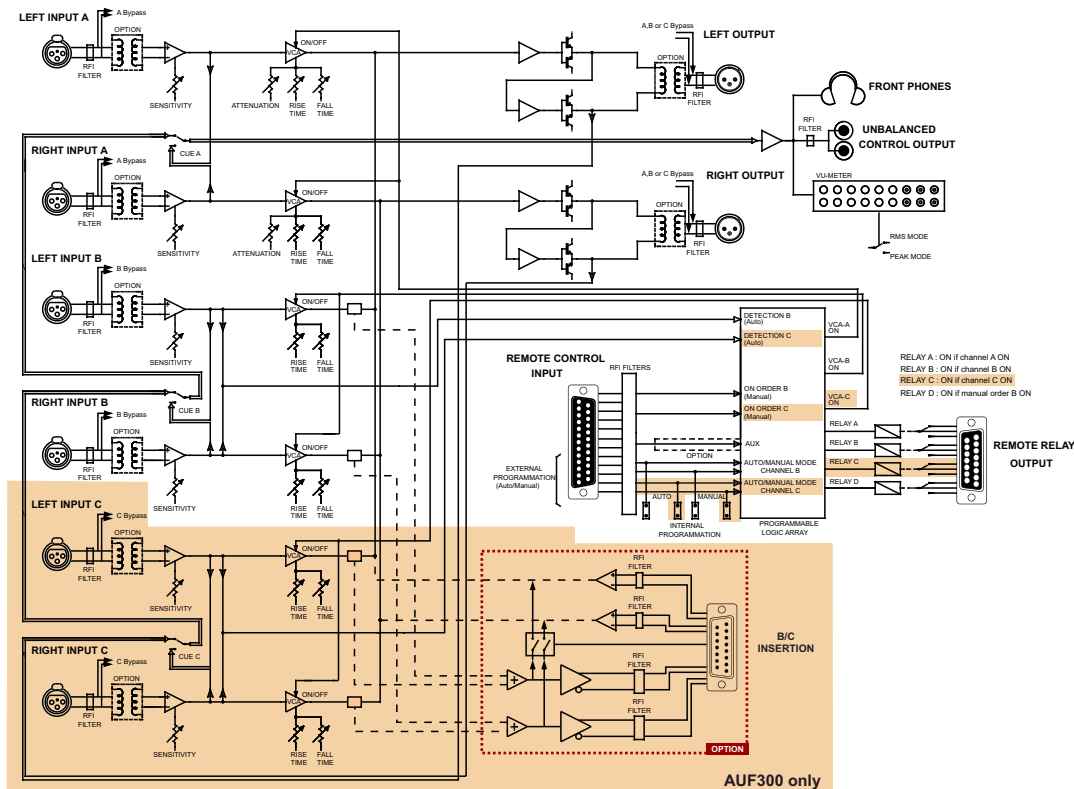 LEFT INPUT A
A Bypass
OPTION
RFI
FILTER
SENSITIVITY
ON/OFF
VCA
ATTENUATION
RISE
TIME
FALL
TIME
A,B or C Bypass
LEFT OUTPUT
OPTION
RFI
FILTER
FRONT PHONES
RFI
FILTER
UNBALANCED
CONTROL OUTPUT
VU-METER
RMS MODE
PEAK MODE
CUE A
RIGHT INPUT A
A Bypass
OPTION
RFI
FILTER
SENSITIVITY
ON/OFF
VCA
ATTENUATION
RISE
TIME
FALL
TIME
A,B or C Bypass
RIGHT OUTPUT
OPTION
RFI
FILTER
LEFT INPUT B
B Bypass
OPTION
RFI
FILTER
SENSITIVITY
ON/OFF
VCA
RISE
TIME
FALL
TIME
CUE B
RIGHT INPUT B
B Bypass
OPTION
RFI
FILTER
SENSITIVITY
ON/OFF
VCA
RISE
TIME
FALL
TIME
REMOTE CONTROL
INPUT
RFI FILTERS
EXTERNAL
PROGRAMMATION
(Auto/Manual)
DETECTION B
(Auto)
DETECTION C
(Auto)
ON ORDER B
(Manual)
ON ORDER C
(Manual)
AUX
OPTION
AUTO/MANUAL MODE
CHANNEL B
AUTO/MANUAL MODE
CHANNEL C
AUTO
MANUAL
INTERNAL
PROGRAMMATION
PROGRAMMABLE
LOGIC ARRAY
VCA-A
ON
VCA-B
ON
VCA-C
ON
RELAY A
RELAY B
RELAY C
RELAY D
RELAY A : ON if channel A ON
RELAY B : ON if channel B ON
RELAY C : ON if channel C ON
RELAY D : ON if manual order B ON
REMOTE RELAY
OUTPUT
LEFT INPUT C
C Bypass
OPTION
RFI
FILTER
SENSITIVITY
ON/OFF
VCA
RISE
TIME
FALL
TIME
CUE C
RIGHT INPUT C
C Bypass
OPTION
RFI
FILTER
SENSITIVITY
ON/OFF
VCA
RISE
TIME
FALL
TIME
RFI
FILTER
RFI
FILTER
RFI
FILTER
RFI
FILTER
B/C
INSERTION
OPTION
AUF300 only